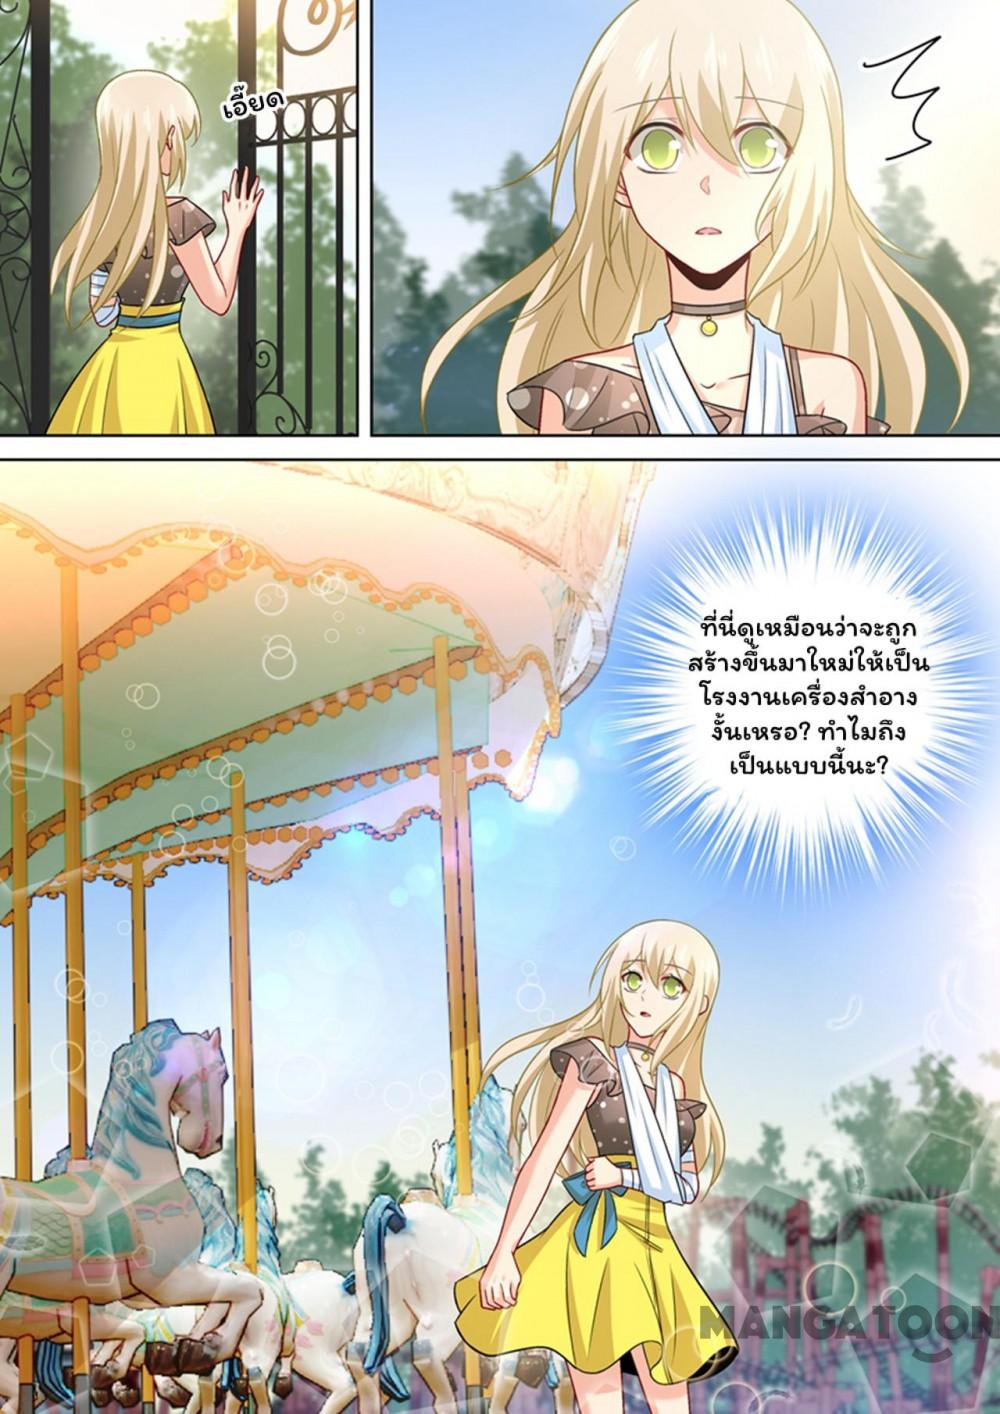 เอี๊ยด
ที่นี่ดูเหมือนว่าจะถูก
สร้างขึ้นมาใหม่ให้เป็น
โรงงานเครื่องสำอาง
งั้นเหรอ? ทำไมถึง
เป็นแบบนี้นะ?
MANGATOON